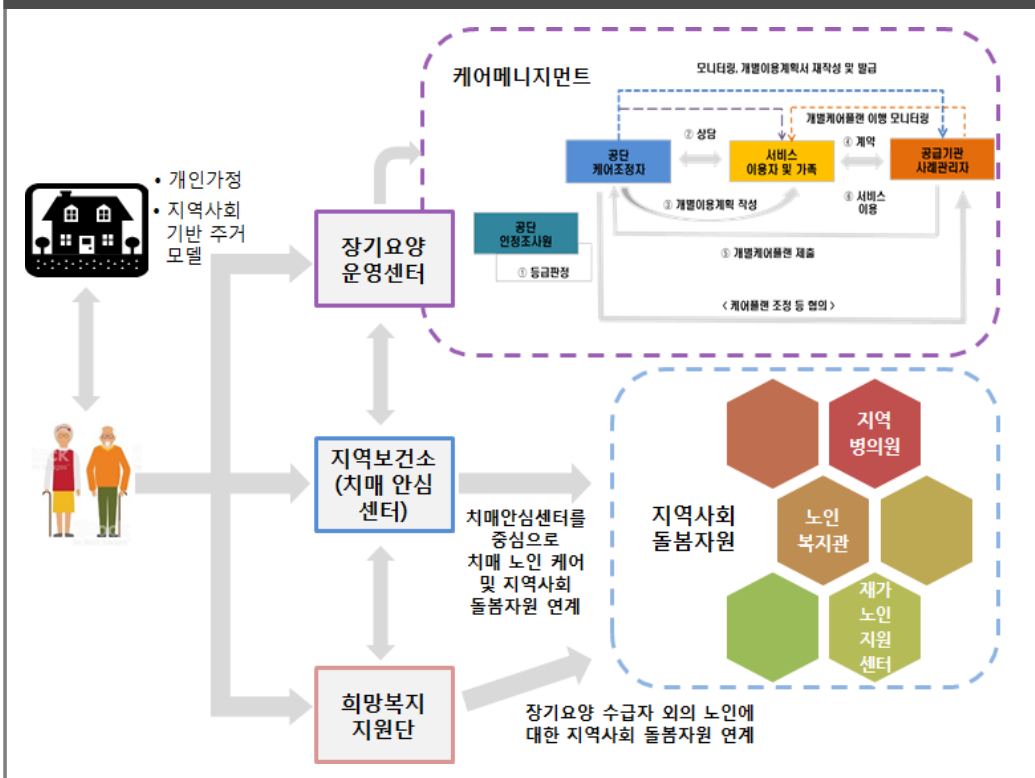 케어메니지먼트
모니터링, 개별이용계획서 재작성 및 발급
개별케어플랜 이행 모니터링
② 상담
④ 계약
공단
케어조정자
서비스
이용자 및 가족
공급기관
사례관리자
③ 개별이용계획 작성
⑥ 서비스
이용
공단
인정조사원
① 등급판정
⑤ 개별케어플랜 제출
< 케어플랜 조정 등 협의 >
• 개인가정
• 지역사회
기반 주거
모델
장기요양
운영센터
지역보건소
(치매 안심
센터)
치매안심센터를
중심으로
치매 노인 케어
및 지역사회
돌봄자원 연계
희망복지
지원단
장기요양 수급자 외의 노인에
대한 지역사회 돌봄자원 연계
지역사회
돌봄자원
지역
병의원
노인
복지관
재가
노인
지원
센터